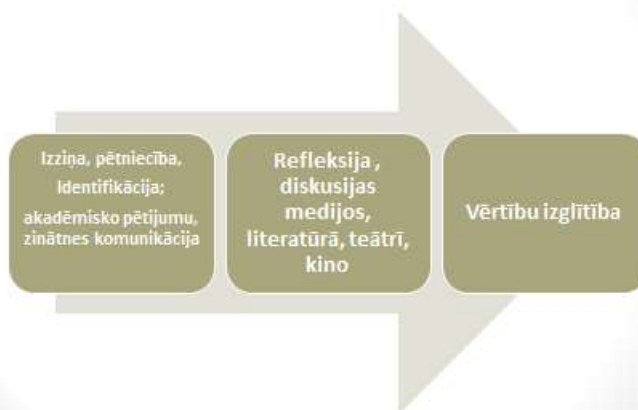 Izziņa, pētniecība,
Identifikācija;
akadēmisko pētījumu,
zinātnes komunikācija
Refleksija ,
diskusijas
medijos,
literatūrā, teātrī,
kino
Vērtību izglītība